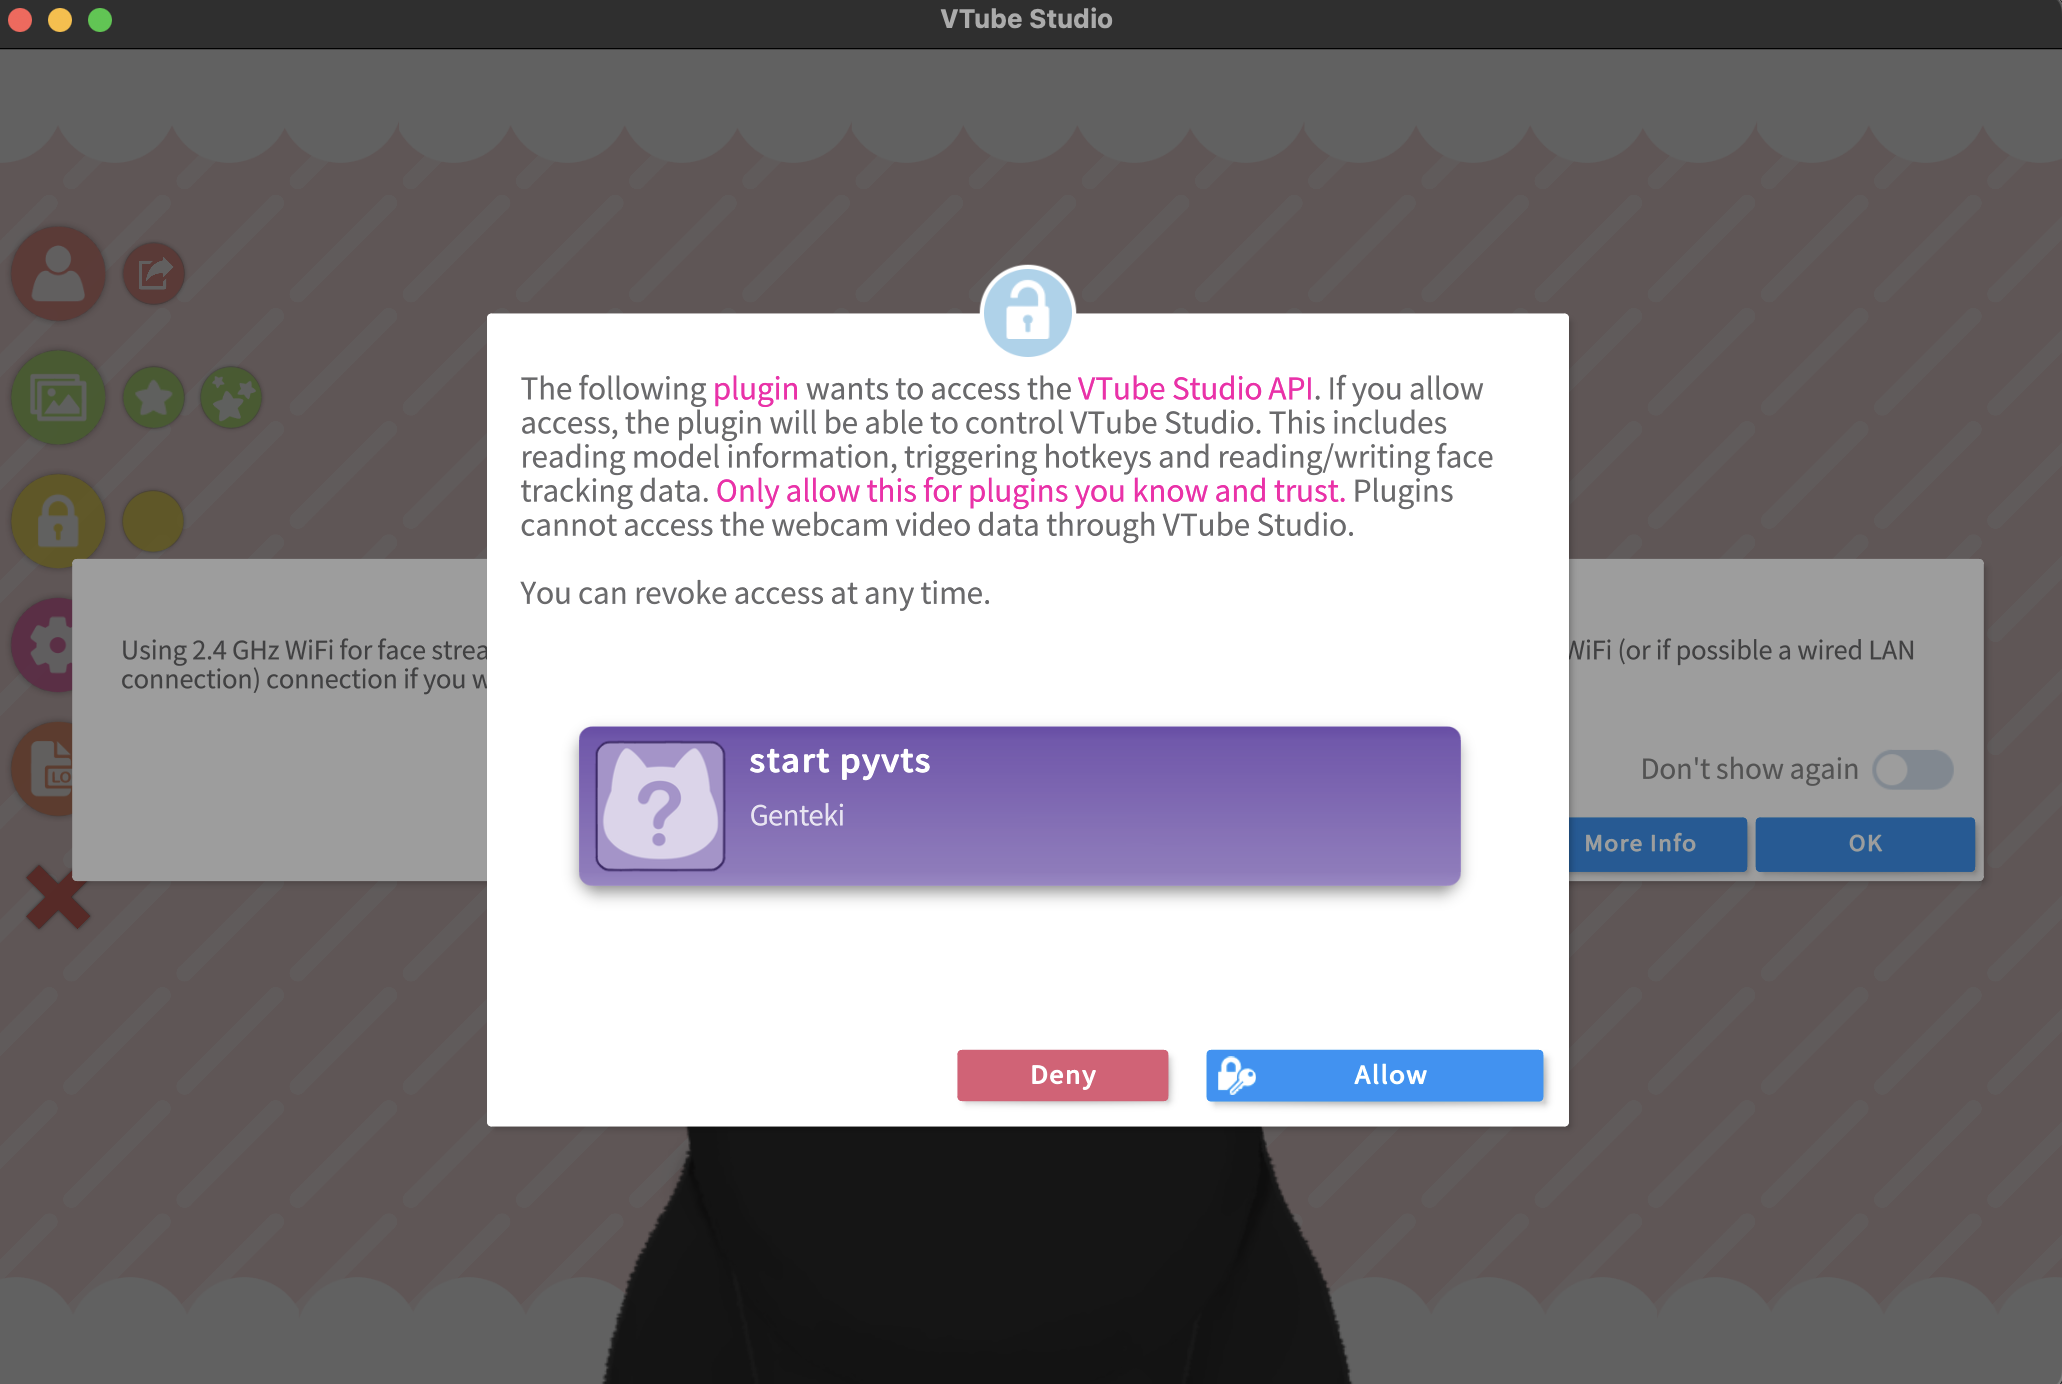 VTube Studio
The following plugin wants to access the VTube Studio API. If you allow
access, the plugin will be able to control VTube Studio. This includes
reading model information, triggering hotkeys and reading/writing face
tracking data. Only allow this for plugins you know and trust. Plugins
cannot access the webcam video data through VTube Studio.
You can revoke access at any time.
start pyvts
Genteki
Deny
Allow
Using 2.4 GHz WiFi for face
WiFi (or if possible a wired LAN
connection) connection if you
Don't show again
More Info
OK
LO